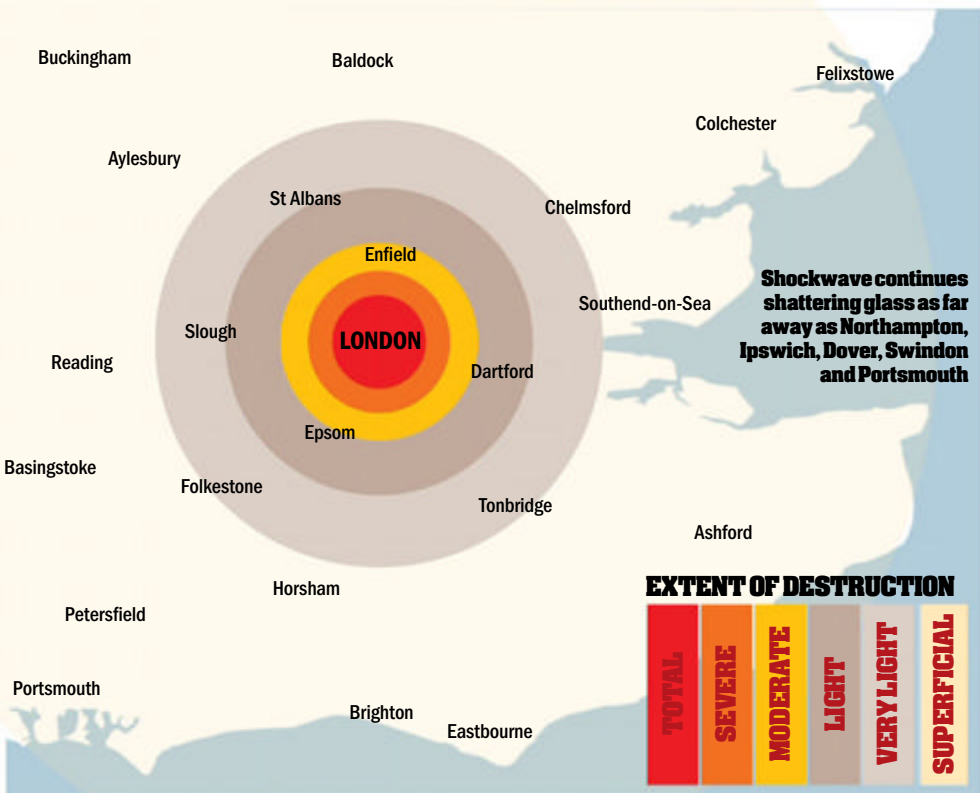 Buckingham
Baldock
Felixstowe
Colchester
Aylesbury
St Albans
Chelmsford
Enfield
Shockwave continues
shattering glass as far
away as Northampton,
Ipswich, Dover, Swindon
and Portsmouth
Southend-on-Sea
Slough
LONDON
Reading
Dartford
Epsom
Basingstoke
Folkestone
Tonbridge
Ashford
Horsham
EXTENT OF DESTRUCTION
Petersfield
TOTAL
SEVERE
MODERATE
LIGHT
VERY LIGHT
SUPERFICIAL
Portsmouth
Brighton
Eastbourne